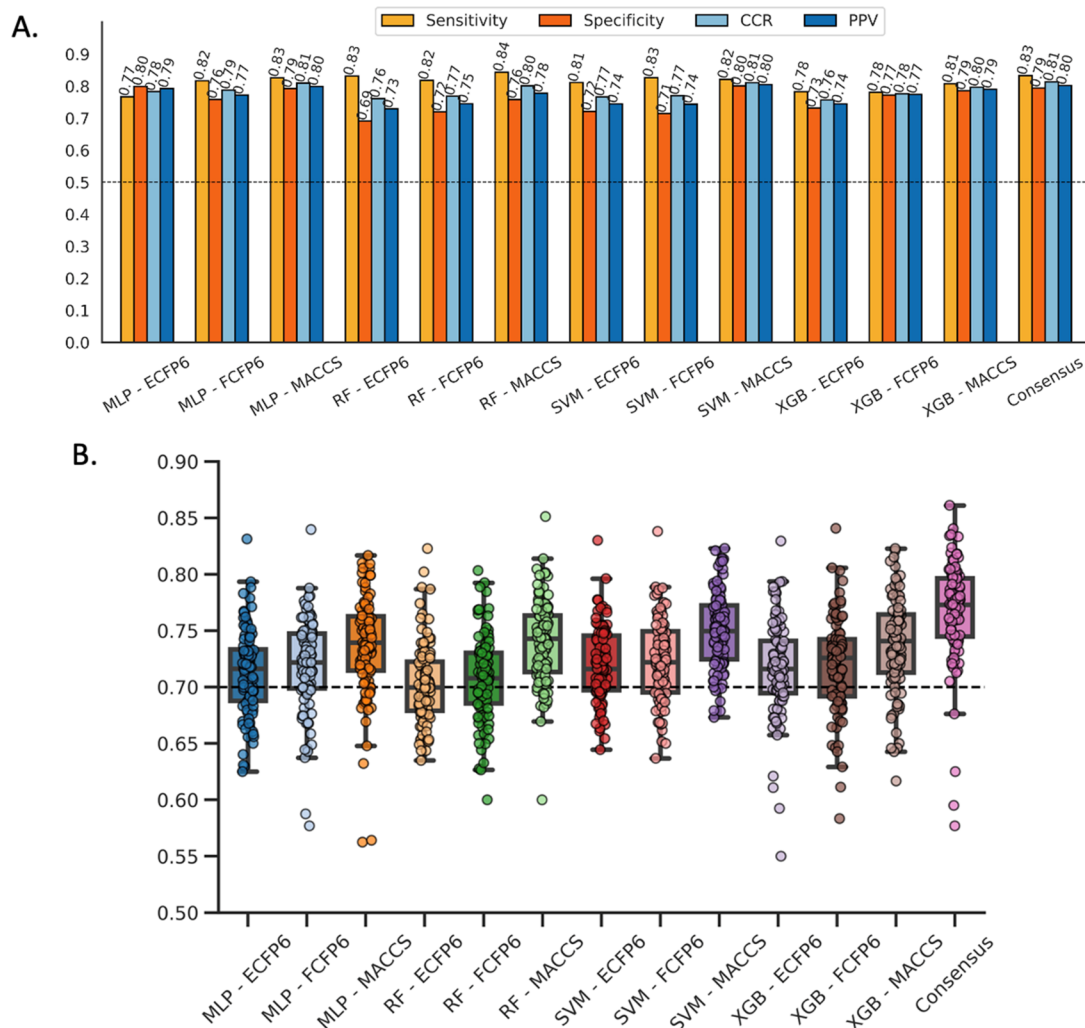 A.
Sensitivity Specificity CCR PPV
0.9
0.8
0.7
0.6
0.5
0.4
0.3
0.2
0.1
0.0
0.77 0.80 0.78 0.79 0.82 0.76 0.79 0.77 0.83 0.79 0.81 0.80 0.83 0.69 0.76 0.73 0.82 0.72 0.77 0.75 0.84 0.76 0.80 0.78 0.81 0.72 0.77 0.74 0.83 0.71 0.77 0.74 0.82 0.80 0.81 0.80 0.78 0.73 0.76 0.74 0.78 0.77 0.78 0.77 0.81 0.79 0.80 0.79 0.83 0.79 0.81 0.80
MLP - ECFP6
MLP - FCFP6
MLP - MACCS
RF - ECFP6
RF - FCFP6
RF - MACCS
SVM - ECFP6
SVM - FCFP6
SVM - MACCS
XGB - ECFP6
XGB - FCFP6
XGB - MACCS
Consensus
B.
0.90
0.85
0.80
0.75
0.70
0.65
0.60
0.55
0.50
MLP - ECFP6
MLP - FCFP6
MLP - MACCS
RF - ECFP6
RF - FCFP6
RF - MACCS
SVM - ECFP6
SVM - FCFP6
SVM - MACCS
XGB - ECFP6
XGB - FCFP6
XGB - MACCS
Consensus